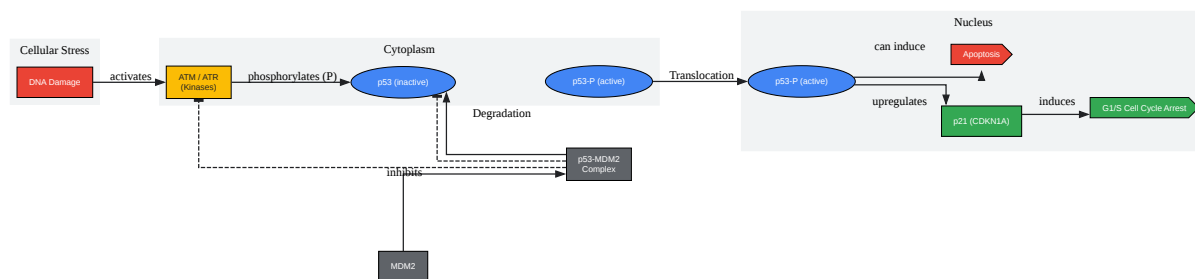 Nucleus
Cellular Stress
Cytoplasm
can induce
Apoptosis
DNA Damage
activates
ATM / ATR
(Kinases)
phosphorylates (P)
p53 (inactive)
p53-P (active)
Translocation
p53-P (active)
upregulates
induces
G1/S Cell Cycle Arrest
Degradation
p21 (CDKN1A)
p53-MDM2
Complex
inhibits
MDM2